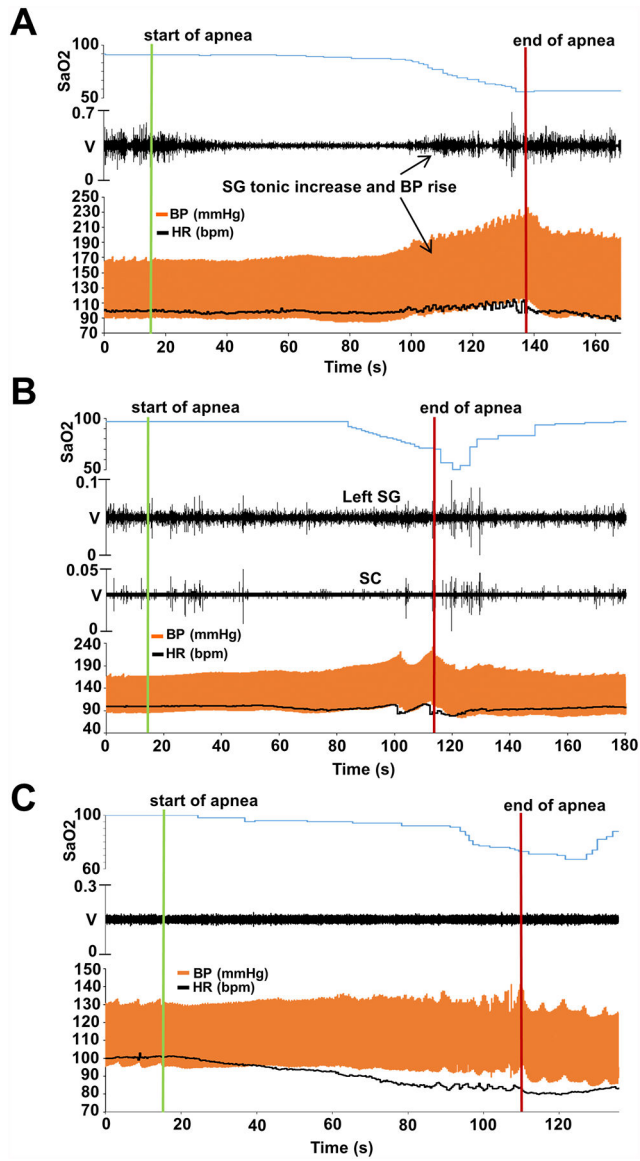 A
start of apnea
end of apnea
100
SaO2
50
0.7
V
0
SG tonic increase and BP rise
250
230
210
190
170
150
130
110
90
70
BP (mmHg)
HR (bpm)
0 20 40 60 80 100 120 140 160
Time (s)
B
start of apnea
end of apnea
100
SaO2
50
0.1
V
0
Left SG
0.05
V
0
SC
BP (mmHg)
HR (bpm)
240
190
140
90
40
0 20 40 60 80 100 120 140 160 180
Time (s)
C
start of apnea
end of apnea
100
SaO2
60
0.3
V
0
BP (mmHg)
HR (bpm)
150
140
130
120
110
100
90
80
70
0 20 40 60 80 100 120
Time (s)